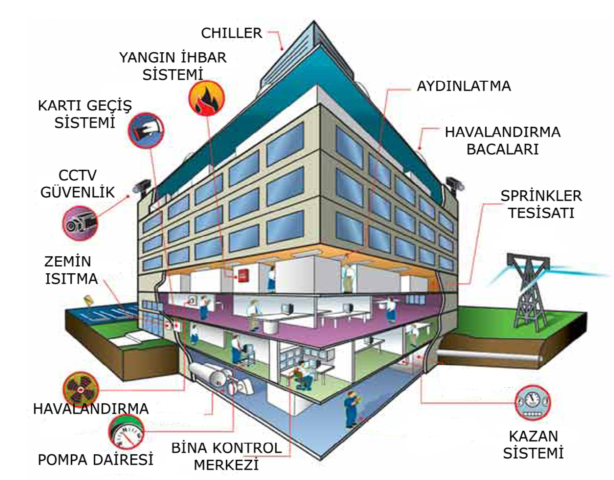 CHILLER
YANGIN İHBAR
SİSTEMİ
AYDINLATMA
KARTI GEÇİŞ
SİSTEMİ
HAVALANDIRMA
BACALARI
CCTV
GÜVENLİK
SPRİNKLER
TESİSATI
ZEMİN
ISITMA
HAVALANDIRMA
POMPA DAİRESİ
BİNA KONTROL
MERKEZİ
KAZAN
SİSTEMİ